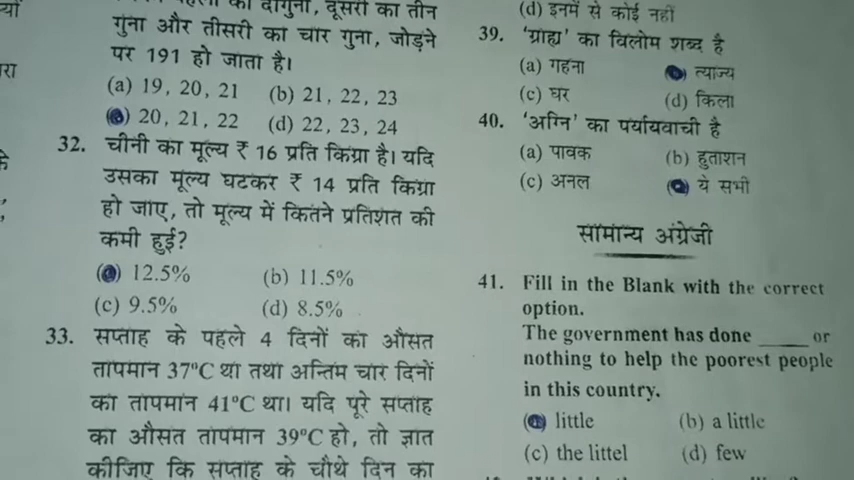 दोगुना, दूसरी का तीन
गुना और तीसरी का चार गुना, जोड़ने
पर 191 हो जाता है।
(a) 19, 20, 21 (b) 21, 22, 23
20, 21, 22 (d) 22, 23, 24
32. चीनी का मूल्य ₹ 16 प्रति किग्रा है। यदि
उसका मूल्य घटकर ₹ 14 प्रति किग्रा
हो जाए, तो मूल्य में कितने प्रतिशत की
कमी हुई?
12.5% (b) 11.5%
(c) 9.5% (d) 8.5%
33. सप्ताह के पहले 4 दिनों का औसत
तापमान 37°C था तथा अन्तिम चार दिनों
का तापमान 41°C था। यदि पूरे सप्ताह
का औसत तापमान 39°C हो, तो ज्ञात
कीजिए कि सप्ताह के चौथे दिन का
(d) इनमें से कोई नहीं
39. 'ग्राह्य' का विलोम शब्द है
(a) गहना त्याज्य
(c) घर (d) किला
40. 'अग्नि' का पर्यायवाची है
(a) पावक (b) हुताशन
(c) अनल ये सभी
सामान्य अंग्रेजी
41. Fill in the Blank with the correct
option.
The government has done _____ or
nothing to help the poorest people
in this country.
little (b) a little
(c) the littel (d) few